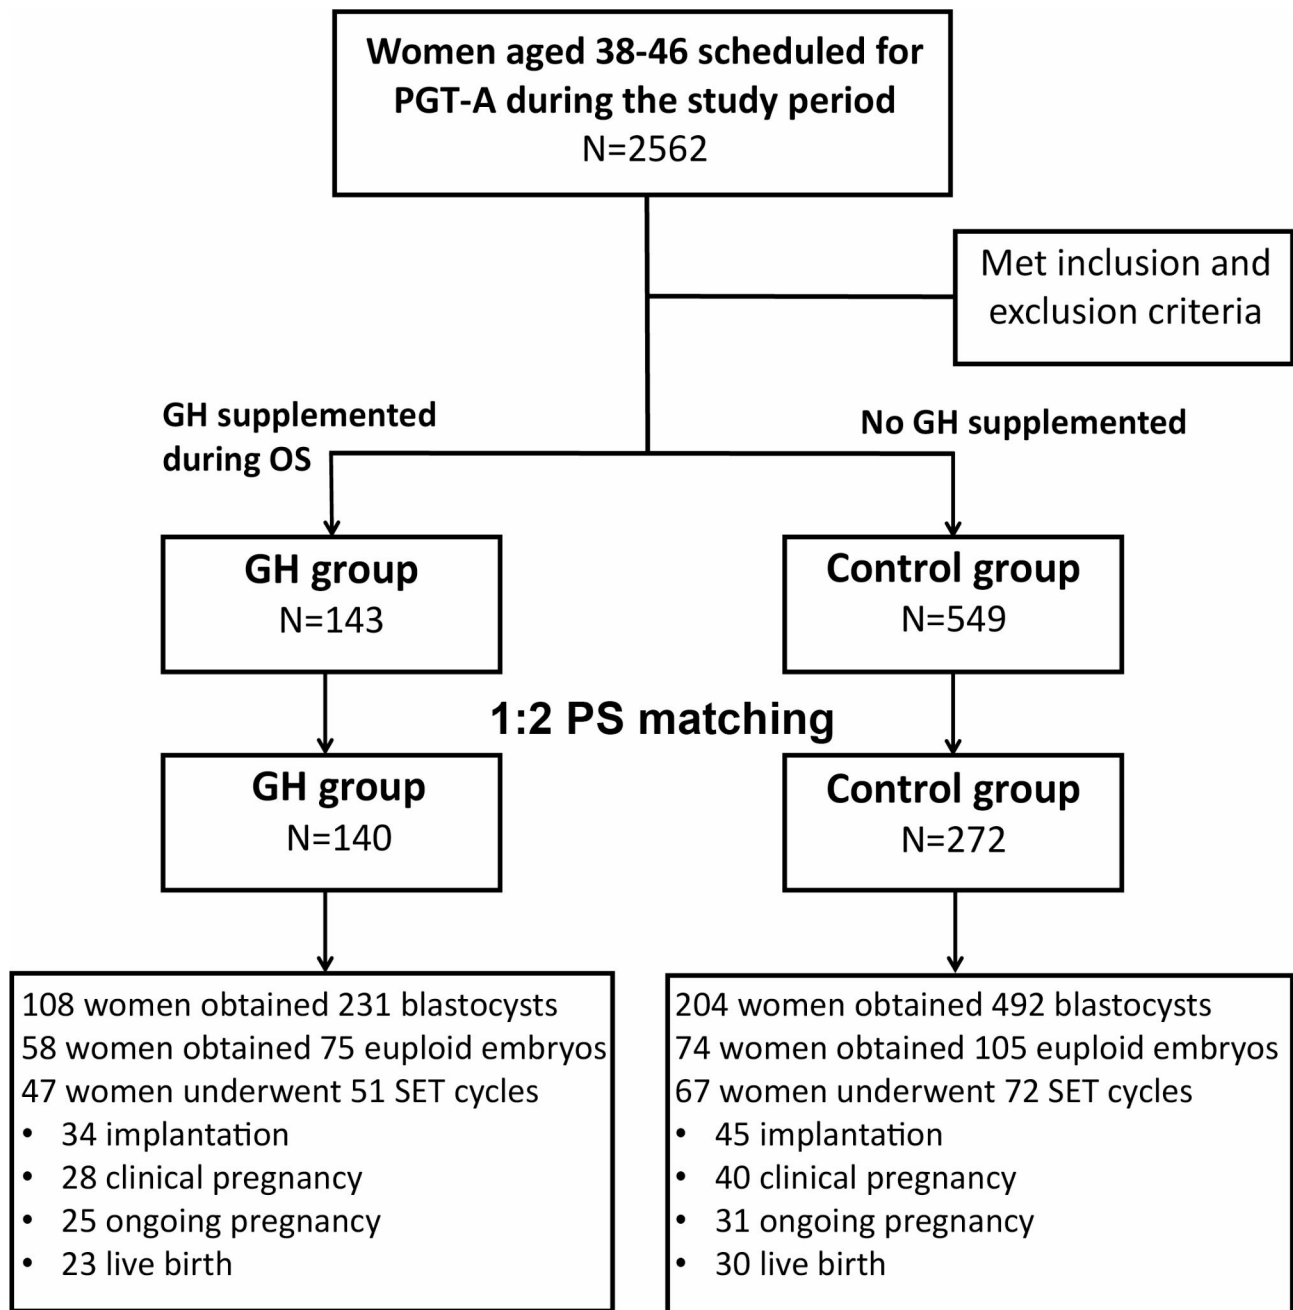 Women aged 38-46 scheduled for
PGT-A during the study period
N=2562
Met inclusion and
exclusion criteria
GH supplemented
during OS
No GH supplemented
GH group
N=143
Control group
N=549
1:2 PS matching
GH group
N=140
Control group
N=272
108 women obtained 231 blastocysts
58 women obtained 75 euploid embryos
47 women underwent 51 SET cycles
• 34 implantation
• 28 clinical pregnancy
• 25 ongoing pregnancy
• 23 live birth
204 women obtained 492 blastocysts
74 women obtained 105 euploid embryos
67 women underwent 72 SET cycles
• 45 implantation
• 40 clinical pregnancy
• 31 ongoing pregnancy
• 30 live birth